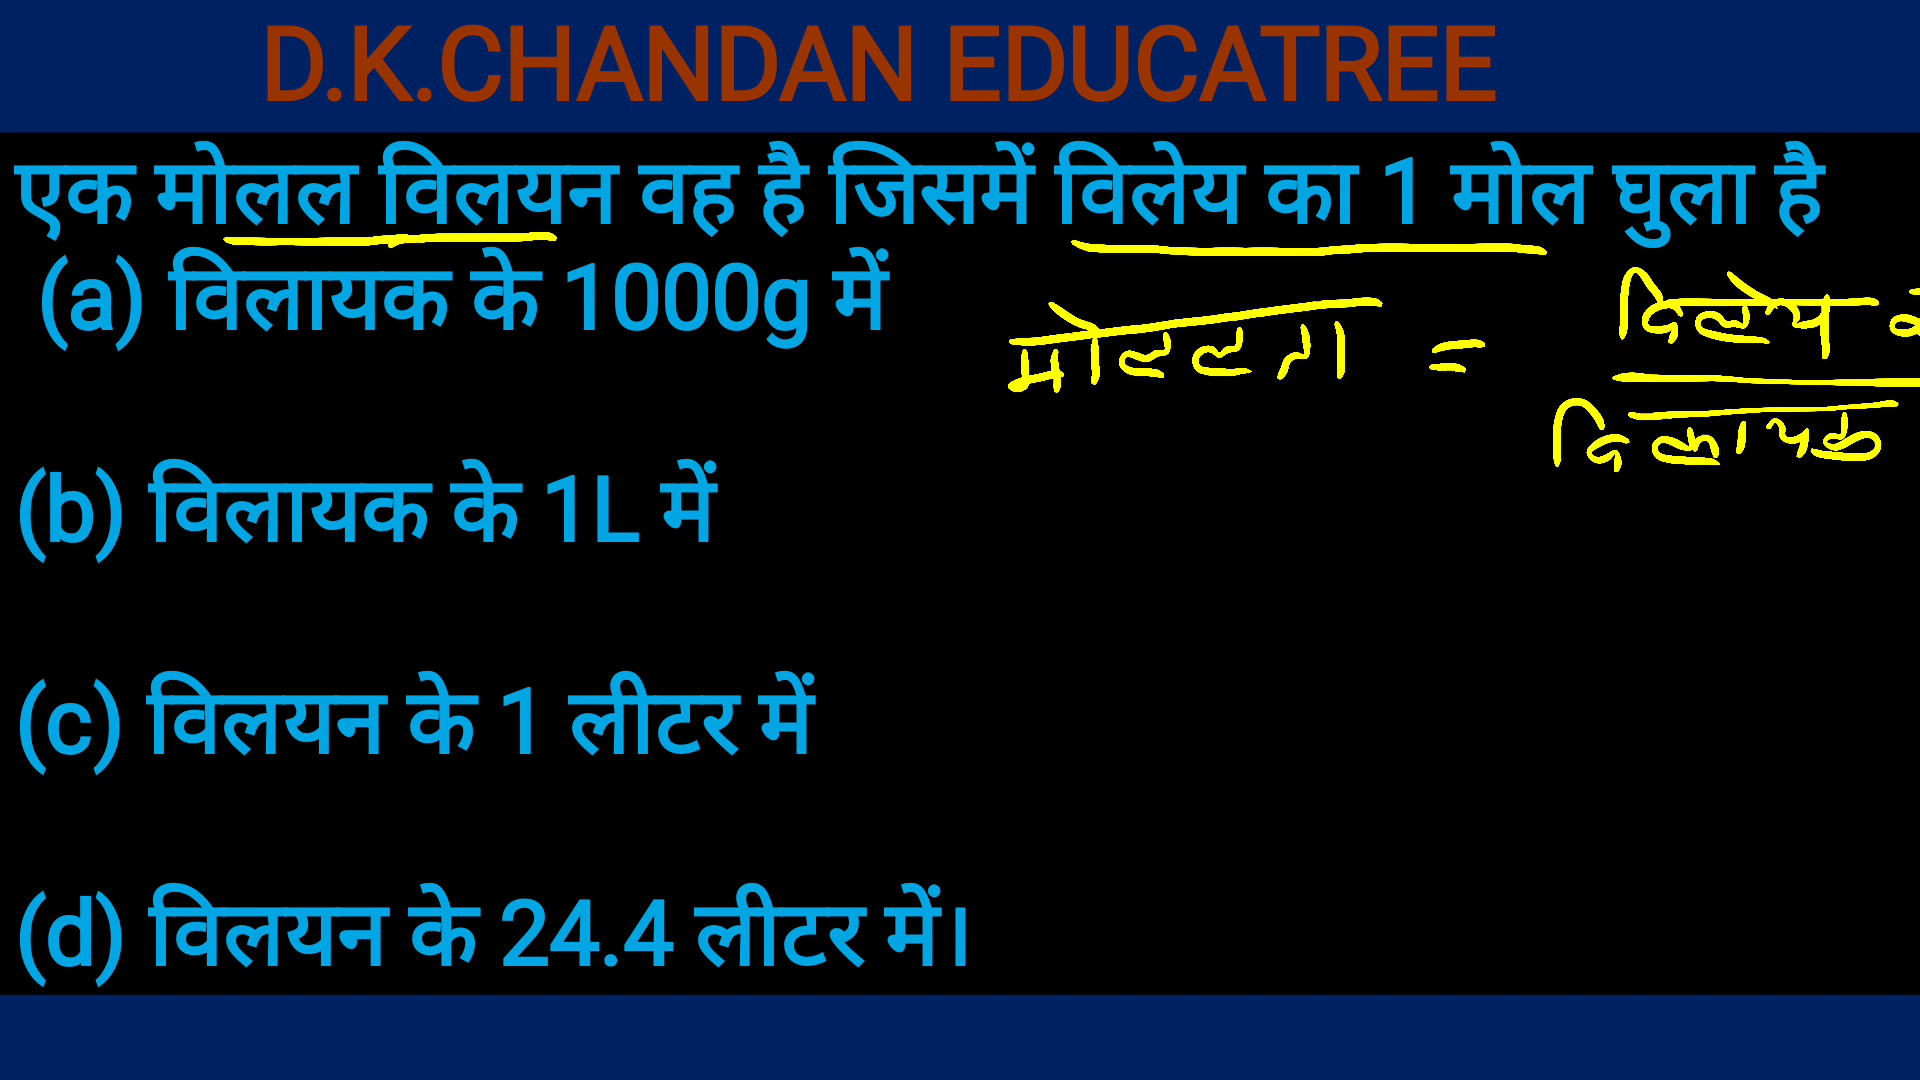 D.K.CHANDAN EDUCATREE
एक मोलल विलयन वह है जिसमें विलेय का 1 मोल घुला है
(a) विलायक के 1000g में
मोललता = विलेय
विलायक
(b) विलायक के 1L में
(c) विलयन के 1 लीटर में
(d) विलयन के 24.4 लीटर में।